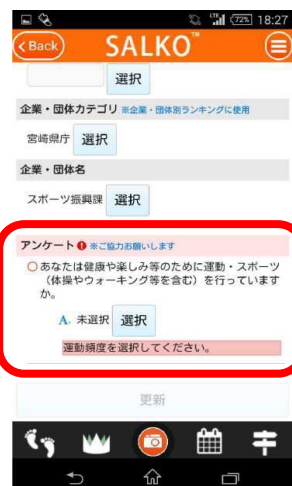 LTE 72% 18:27
Back SALKO™
選択
企業・団体カテゴリ ※企業・団体別ランキングに使用
宮崎県庁 選択
企業・団体名
スポーツ振興課 選択
アンケート ※ご協力お願いします
あなたは健康や楽しみ等のために運動・スポーツ
（体操やウォーキング等を含む）を行っています
か。
A. 未選択 選択
運動頻度を選択してください。
更新